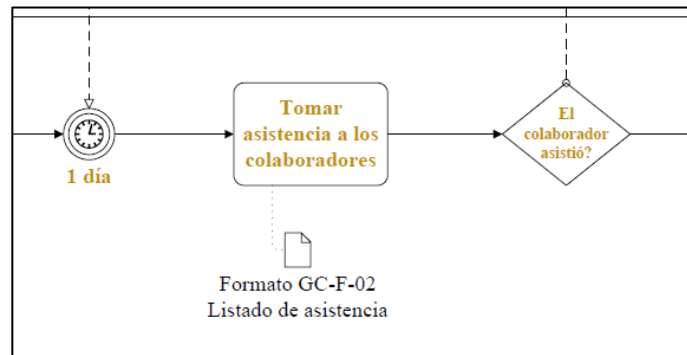 1 día
Tomar
asistencia a los
colaboradores
El
colaborador
asistió?
Formato GC-F-02
Listado de asistencia